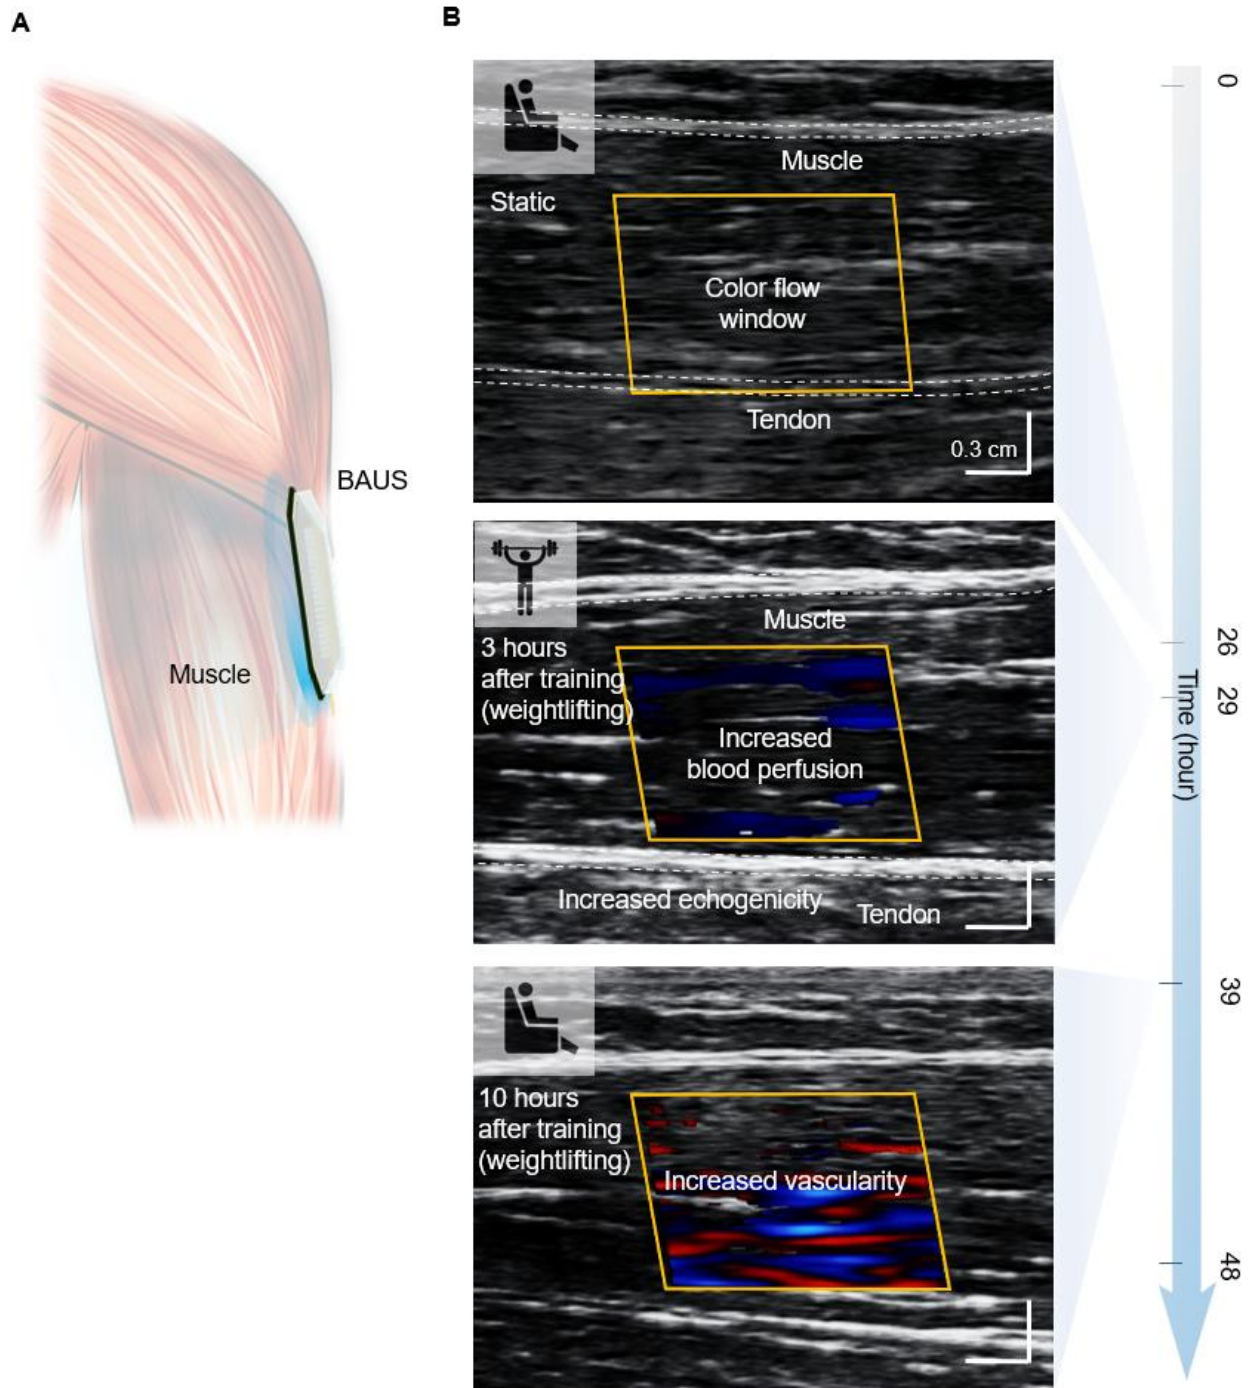 A
B
BAUS
Muscle
Static
Muscle
Color flow
window
Tendon
0.3 cm
3 hours
after training
(weightlifting)
Muscle
Increased
blood perfusion
Increased echogenicity
Tendon
10 hours
after training
(weightlifting)
Increased vascularity
0
26
29
39
48
Time (hour)